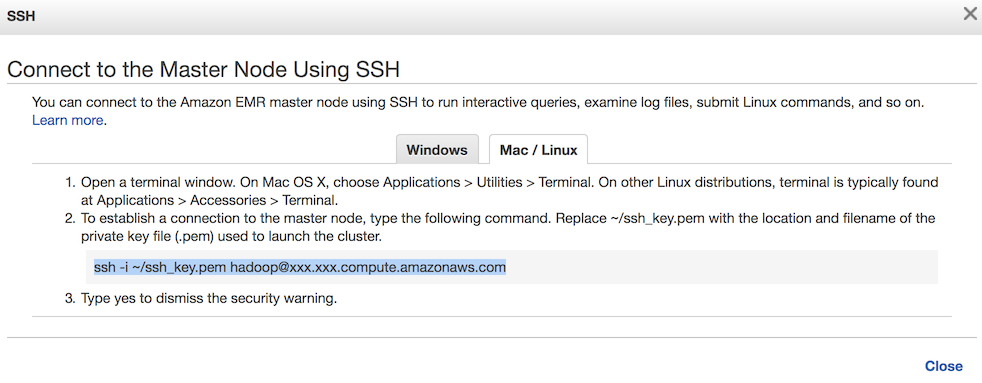 SSH
Connect to the Master Node Using SSH
You can connect to the Amazon EMR master node using SSH to run interactive queries, examine log files, submit Linux commands, and so on.
Learn more.
Windows
Mac / Linux
1. Open a terminal window. On Mac OS X, choose Applications > Utilities > Terminal. On other Linux distributions, terminal is typically found
at Applications > Accessories > Terminal.
2. To establish a connection to the master node, type the following command. Replace ~/ssh_key.pem with the location and filename of the
private key file (.pem) used to launch the cluster.
ssh -i ~/ssh_key.pem hadoop@xxx.xxx.compute.amazonaws.com
3. Type yes to dismiss the security warning.
Close